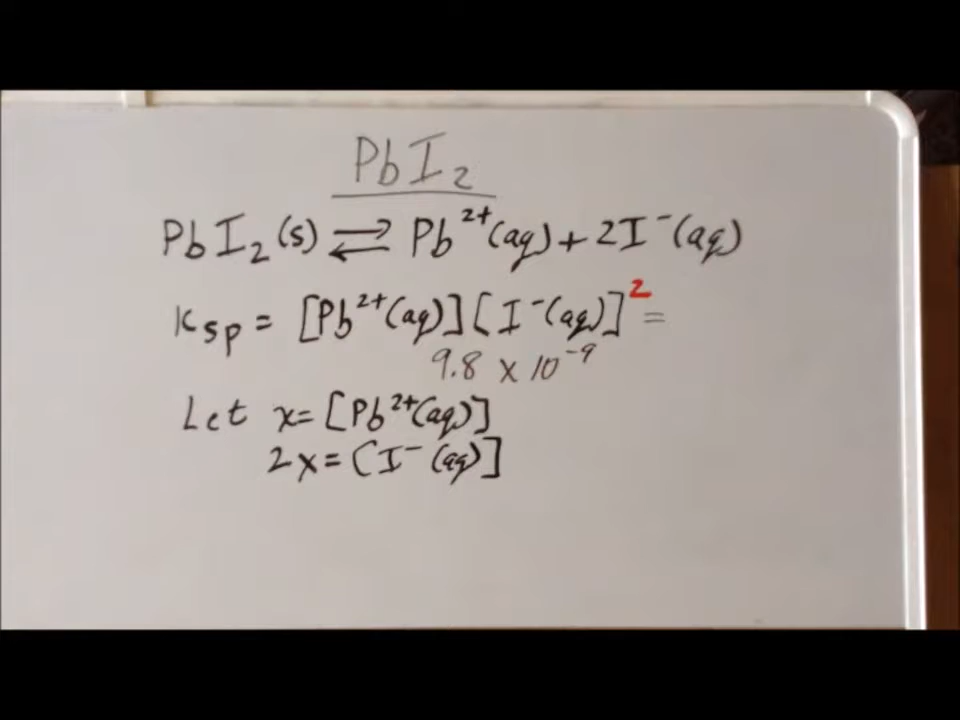 PbI₂
PbI₂(s) ⇌ Pb²⁺(aq) + 2I⁻(aq)
Ksp = [Pb²⁺(aq)][I⁻(aq)]² =
9.8 x 10⁻⁹
Let x = [Pb²⁺(aq)]
2x = [I⁻(aq)]